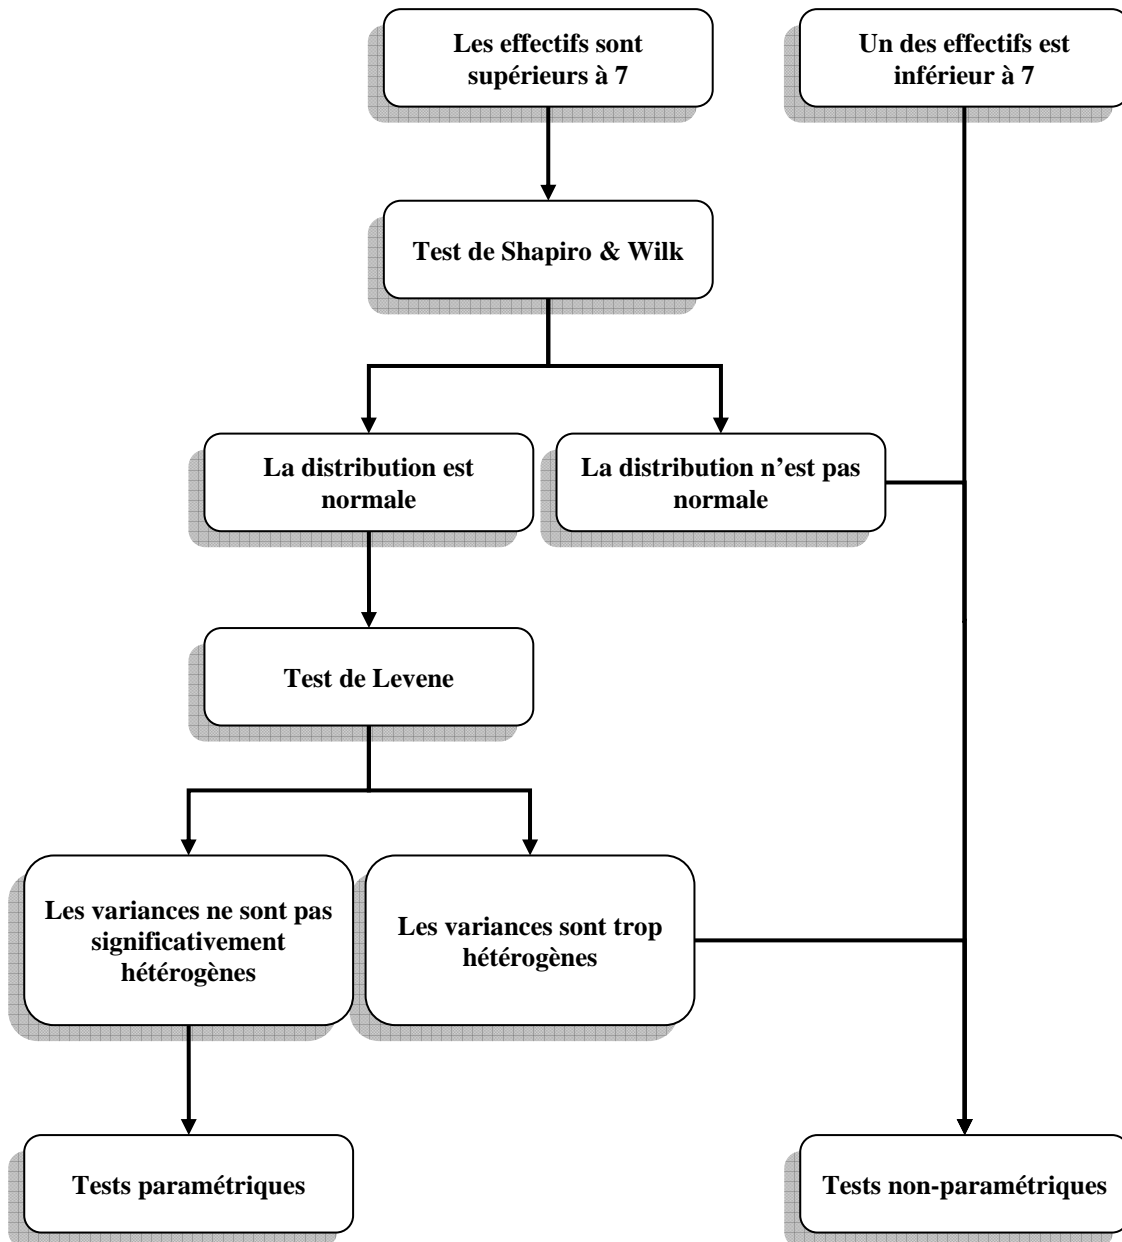 Les effectifs sont
supérieurs à 7
Un des effectifs est
inférieur à 7
Test de Shapiro & Wilk
La distribution est
normale
La distribution n’est pas
normale
Test de Levene
Les variances ne sont pas
significativement
hétérogènes
Les variances sont trop
hétérogènes
Tests paramétriques
Tests non-paramétriques